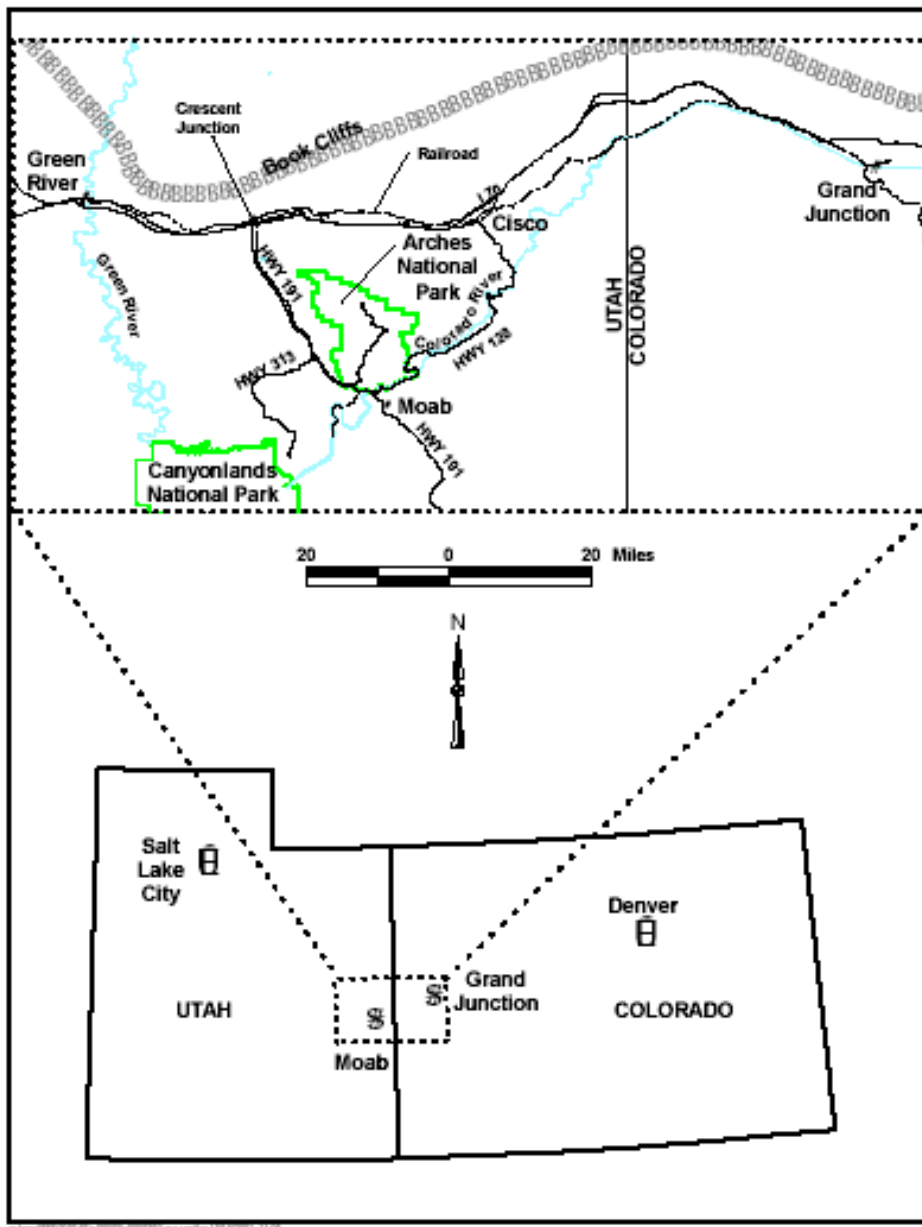 Crescent
Junction
Book Cliffs
Railroad
Green
River
I 70
Grand
Junction
Cisco
Arches
National
Park
Green River
HWY 191
Colorado River
UTAH
COLORADO
HWY 128
HWY 313
Moab
HWY 191
Canyonlands
National Park
20 0 20 Miles
N
Salt
Lake
City
Denver
Grand
Junction
UTAH
COLORADO
Moab